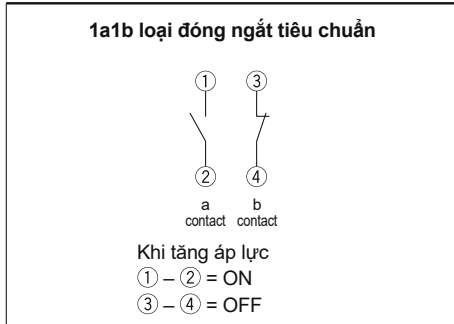 1a1b loại đóng ngắt tiêu chuẩn
① ③
② ④
a b
contact contact
Khi tăng áp lực
① – ② = ON
③ – ④ = OFF